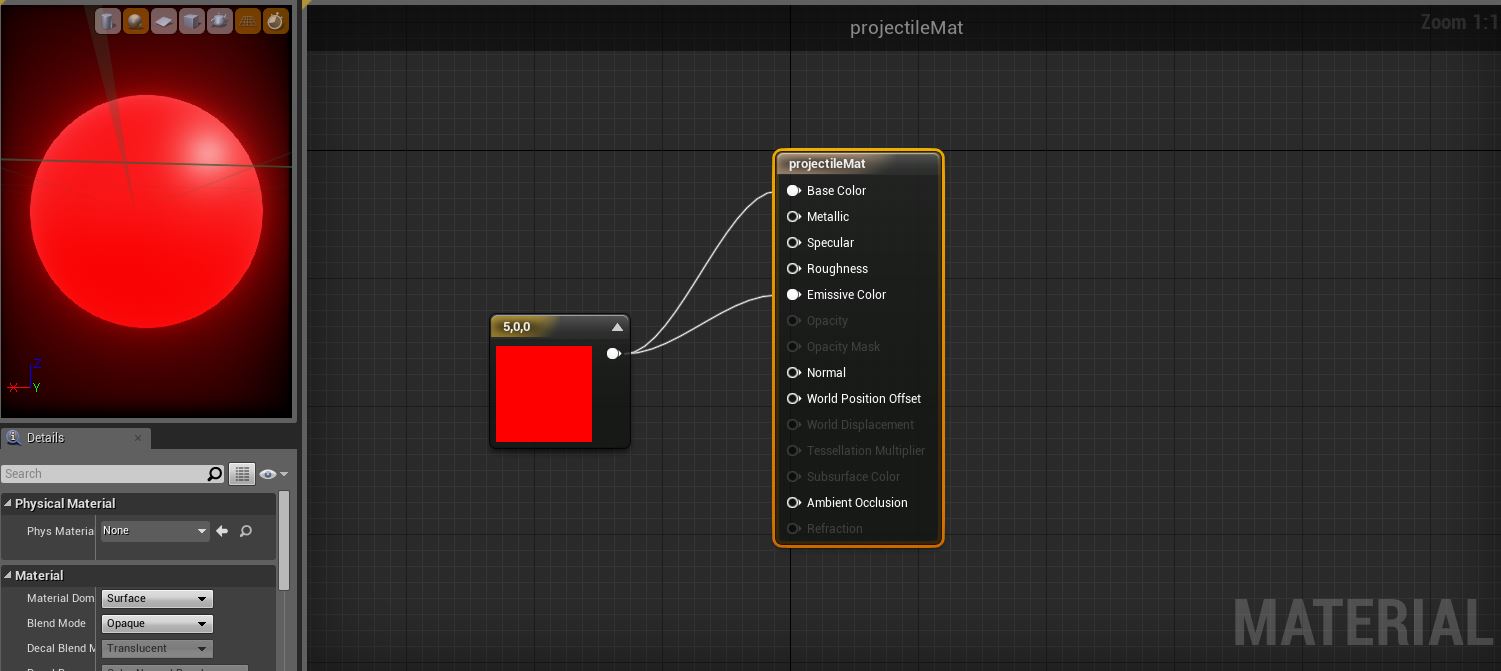 projectileMat
Zoom 1:1
projectileMat
Base Color
Metallic
Specular
Roughness
Emissive Color
Opacity
Opacity Mask
Normal
World Position Offset
World Displacement
Tessellation Multiplier
Subsurface Color
Ambient Occlusion
Refraction
5,0,0
Z
X
Y
Details
Search
Physical Material
Phys Materia
None
Material
Material Dom
Surface
Blend Mode
Opaque
Decal Blend M
Translucent
MATERIAL